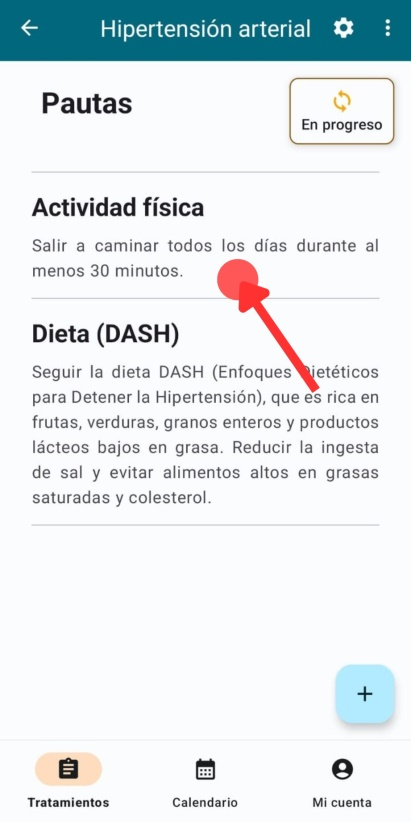 Hipertensión arterial
Pautas
En progreso
Actividad física
Salir a caminar todos los días durante al
menos 30 minutos.
Dieta (DASH)
Seguir la dieta DASH (Enfoques Dietéticos
para Detener la Hipertensión), que es rica en
frutas, verduras, granos enteros y productos
lácteos bajos en grasa. Reducir la ingesta
de sal y evitar alimentos altos en grasas
saturadas y colesterol.
Tratamientos
Calendario
Mi cuenta